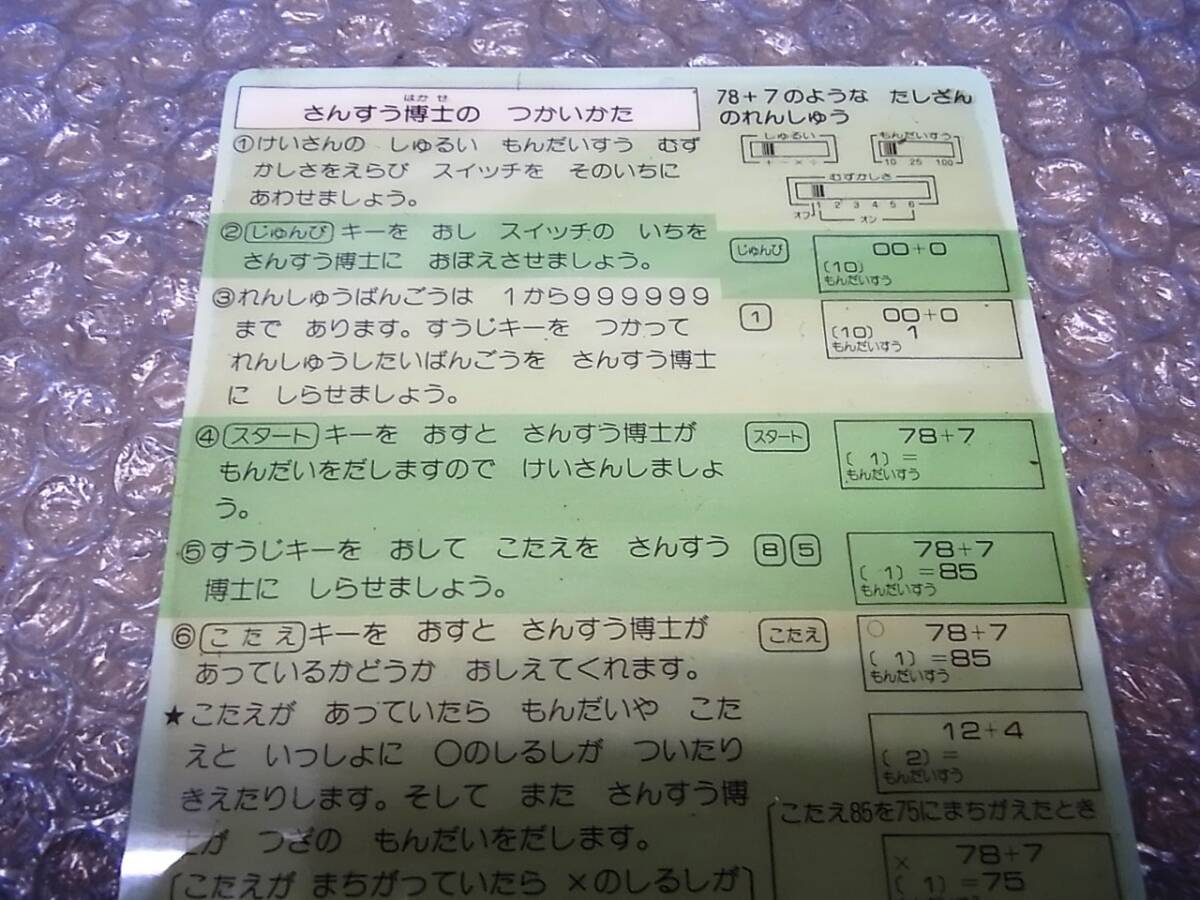 さんすう博士の つかいかた
はかせ
①けいさんの しゅるい もんだいすう むず
かしさをえらび スイッチを そのいちに
あわせましょう。
②じゅんび キーを おし スイッチの いちを
さんすう博士に おぼえさせましょう。
③れんしゅうばんごうは 1から999999
まで あります。すうじキーを つかって
れんしゅうしたいばんごうを さんすう博士
に しらせましょう。
④スタート キーを おすと さんすう博士が
もんだいをだしますので けいさんしましょ
う。
⑤すうじキーを おして こたえを さんすう
博士に しらせましょう。
⑥こたえ キーを おすと さんすう博士が
あっているかどうか おしえてくれます。
★こたえが あっていたら もんだいや こた
えと いっしょに ○のしるしが ついたり
きえたりします。そして また さんすう博
士が つぎの もんだいをだします。
(こたえが まちがっていたら ×のしるしが
78+7のような たしざん
のれんしゅう
しゅるい
+ − × ÷
もんだいすう
10 25 100
むずかしさ
1 2 3 4 5 6
オフ オン
じゅんび
00+0
(10)
もんだいすう
1
00+0
(10) 1
もんだいすう
スタート
78+7
( 1) =
もんだいすう
8 5
78+7
( 1) =85
もんだいすう
こたえ
○ 78+7
( 1) =85
もんだいすう
12+4
( 2) =
もんだいすう
こたえ85を75にまちがえたとき
× 78+7
( 1) =75